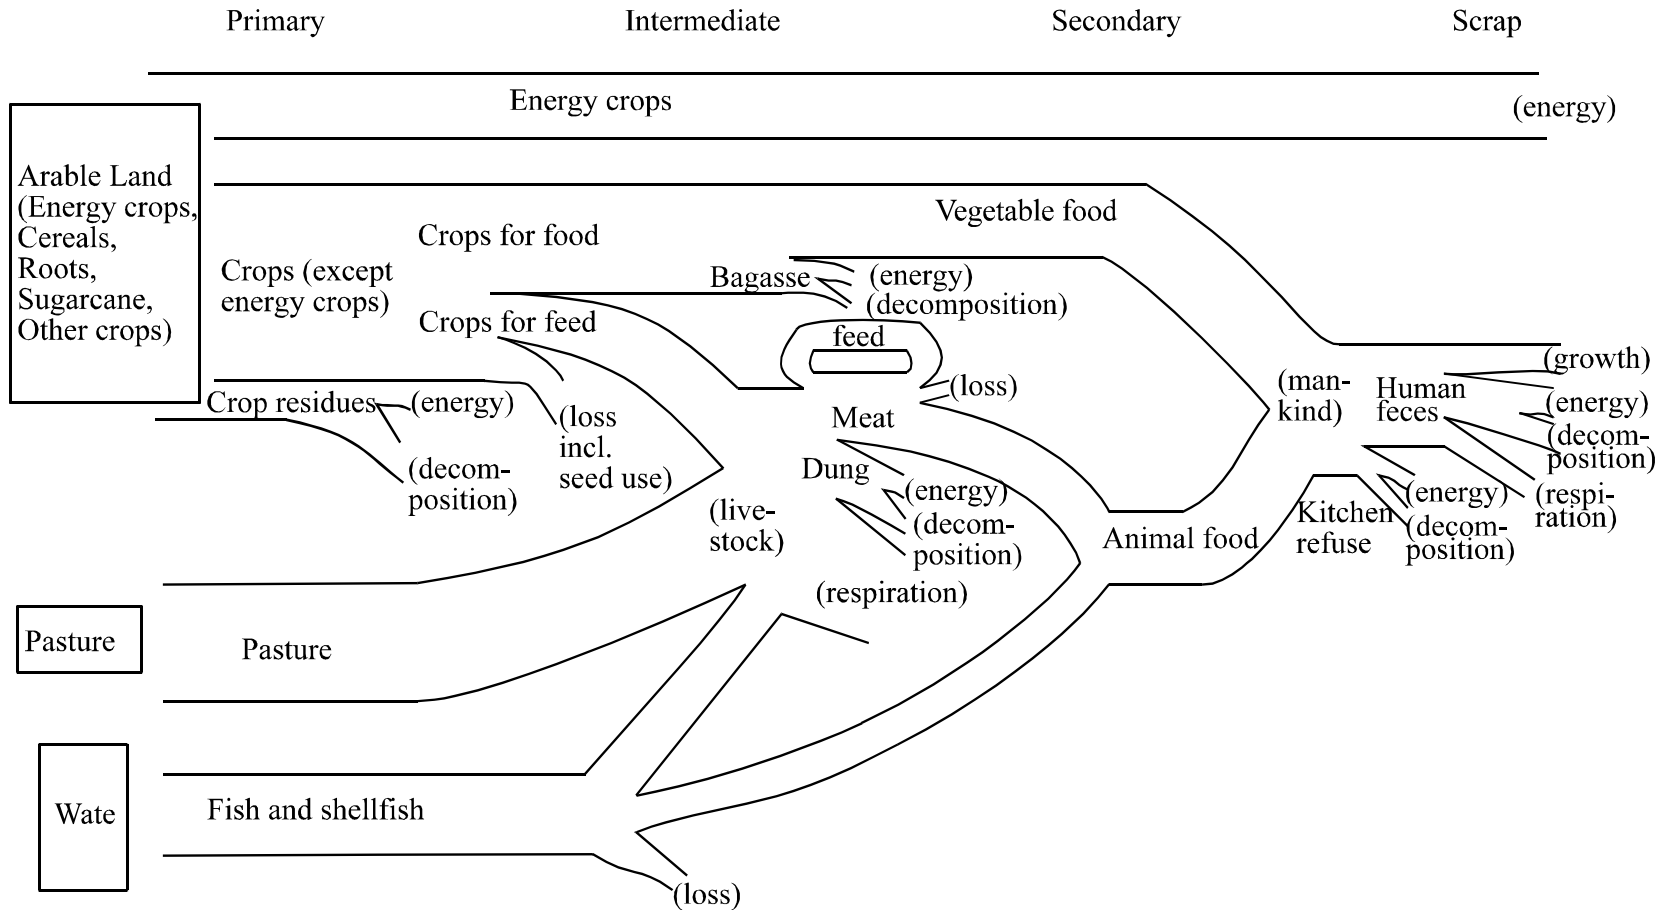 Primary
Intermediate
Secondary
Scrap
Energy crops
(energy)
Arable Land
(Energy crops,
Cereals,
Roots,
Sugarcane,
Other crops)
Vegetable food
Crops for food
Crops (except
energy crops)
Bagasse
(energy)
(decomposition)
Crops for feed
feed
(growth)
(loss)
(man-
kind)
Human
feces
Crop residues
(energy)
(energy)
(loss
incl.
seed use)
Meat
(decom-
position)
(decom-
position)
Dung
(energy)
(energy)
(respi-
ration)
(live-
stock)
(decom-
position)
Kitchen
refuse
(decom-
position)
Animal food
(respiration)
Pasture
Pasture
Wate
Fish and shellfish
(loss)